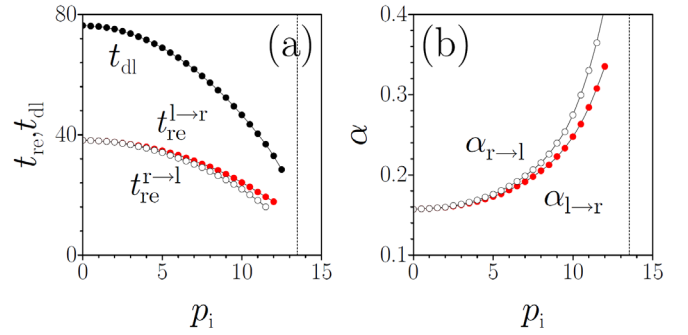 80
40
0
0
5
10
15
t_re,t_dl
p_i
(a)
t_dl
t_re^{l→r}
t_re^{r→l}
0.4
0.3
0.2
0.1
0
5
10
15
α
p_i
(b)
α_{r→l}
α_{l→r}